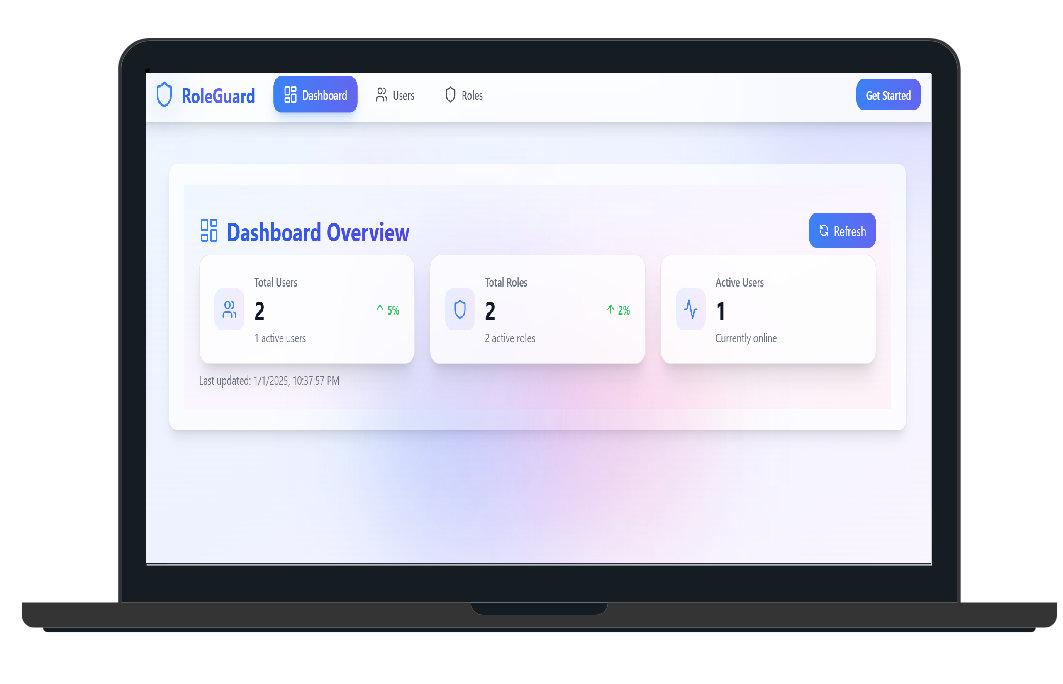 RoleGuard
Dashboard
Users
Roles
Get Started
Dashboard Overview
Refresh
Total Users
2
5%
1 active users
Total Roles
2
2%
2 active roles
Active Users
1
Currently online
Last updated: 1/1/2025, 10:37:57 PM